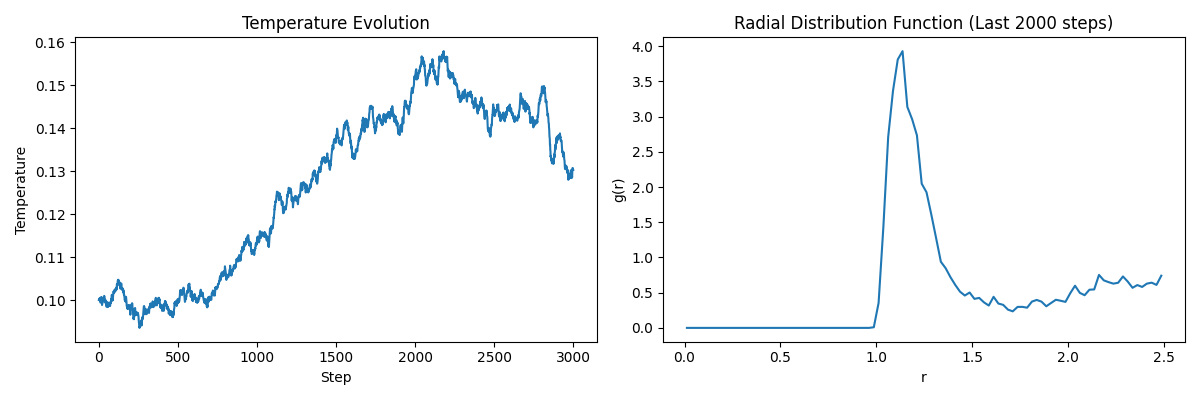 Temperature Evolution
Temperature
0.16
0.15
0.14
0.13
0.12
0.11
0.10
0 500 1000 1500 2000 2500 3000
Step
Radial Distribution Function (Last 2000 steps)
g(r)
4.0
3.5
3.0
2.5
2.0
1.5
1.0
0.5
0.0
0.0 0.5 1.0 1.5 2.0 2.5
r